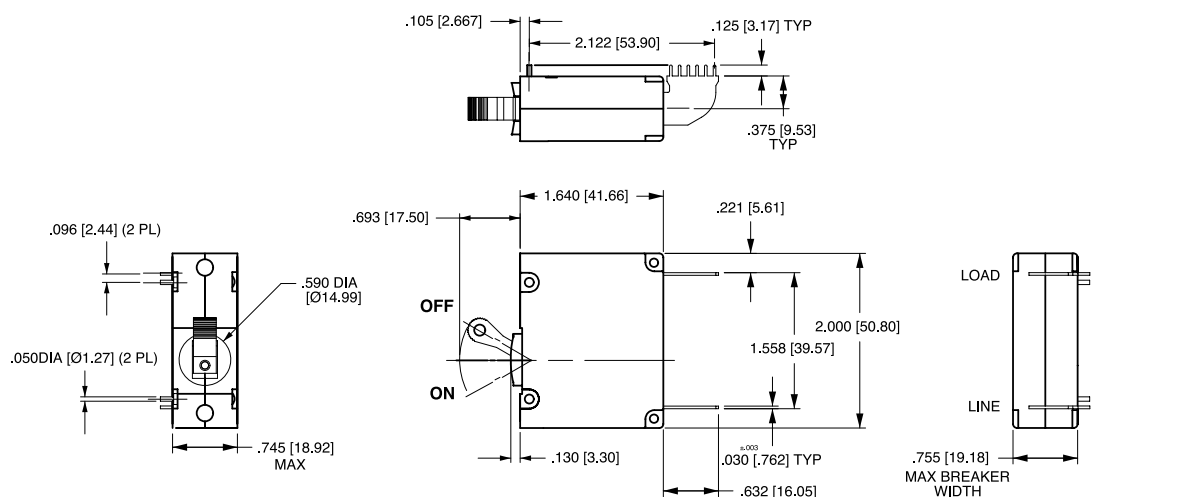 .105 [2.667]
.125 [3.17] TYP
2.122 [53.90]
.375 [9.53]
TYP
1.640 [41.66]
.693 [17.50]
.221 [5.61]
.096 [2.44] (2 PL)
.590 DIA
[Ø14.99]
LOAD
OFF
2.000 [50.80]
1.558 [39.57]
.050DIA [Ø1.27] (2 PL)
ON
LINE
.745 [18.92]
MAX
.130 [3.30]
±.003
.030 [.762] TYP
.632 [16.05]
.755 [19.18]
MAX BREAKER
WIDTH